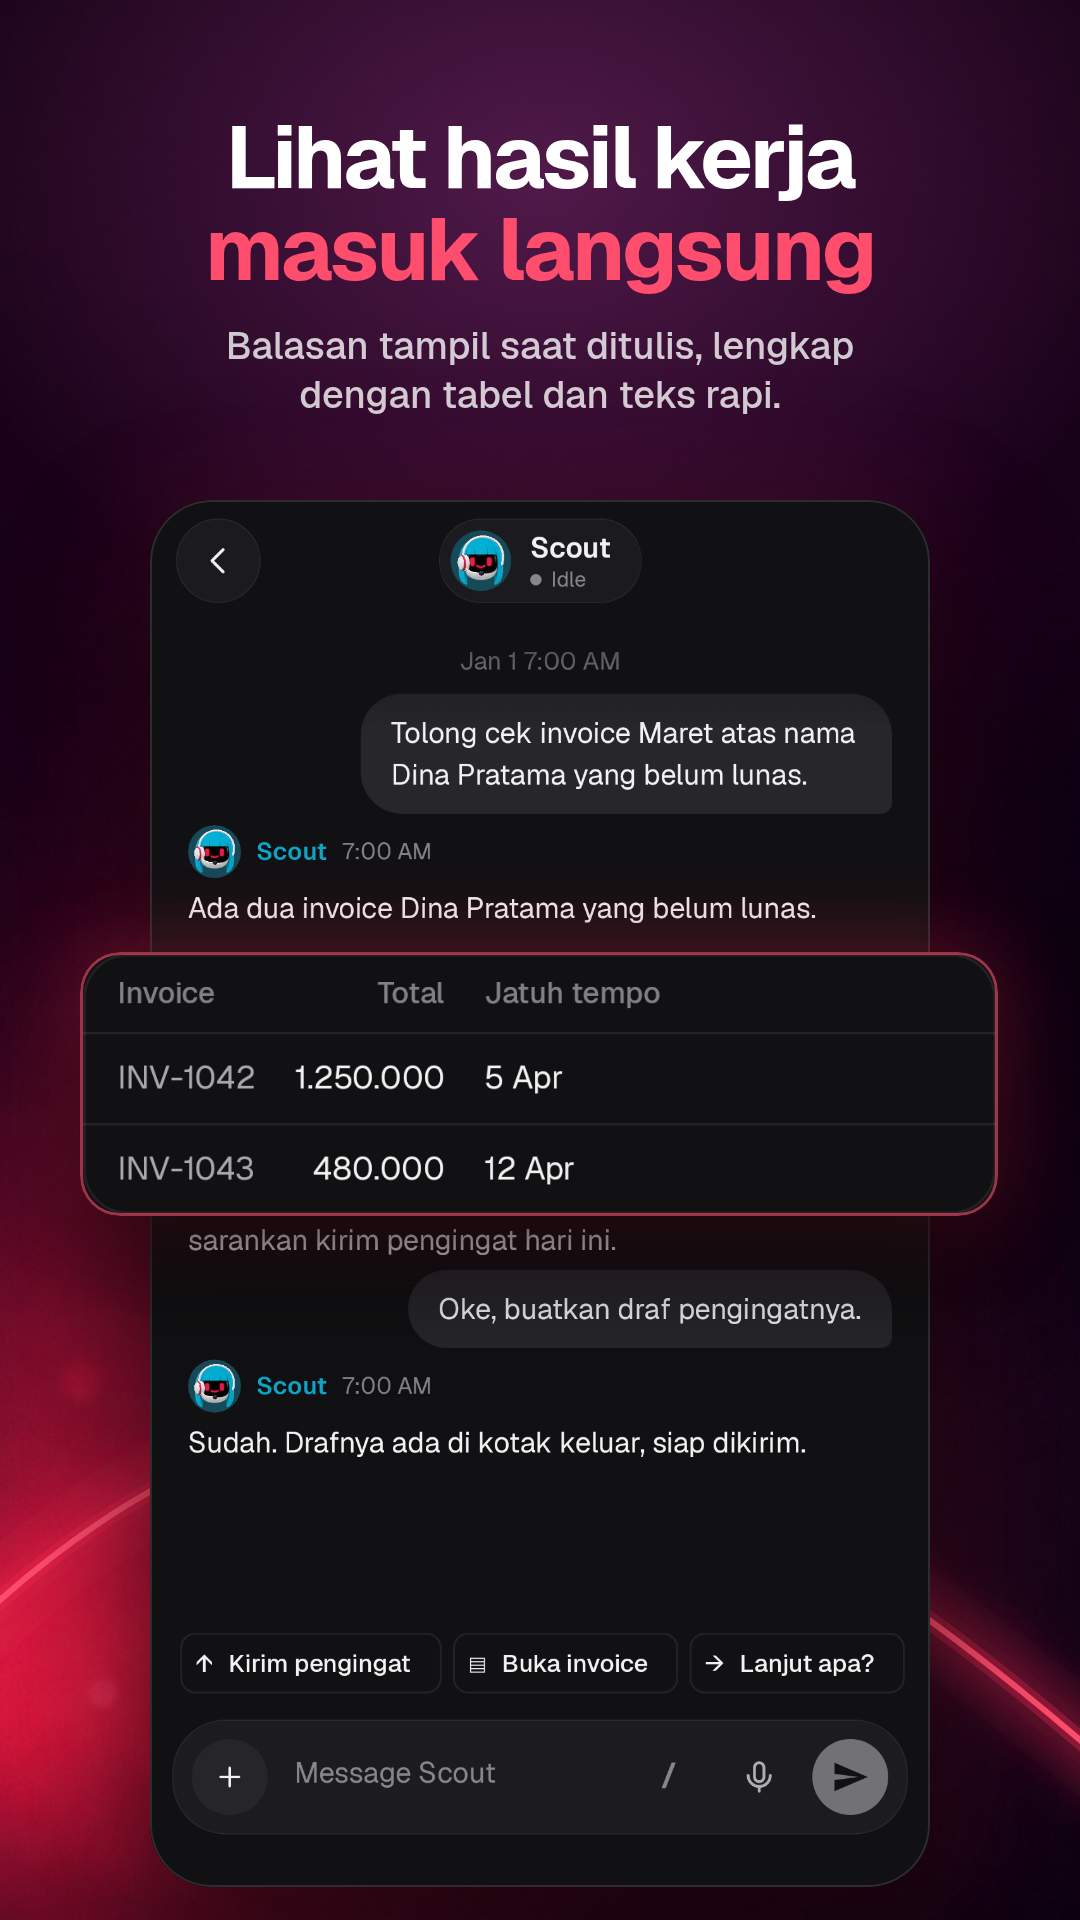 Lihat hasil kerja
masuk langsung
Balasan tampil saat ditulis, lengkap
dengan tabel dan teks rapi.
Scout
Idle
Jan 1 7:00 AM
Tolong cek invoice Maret atas nama
Dina Pratama yang belum lunas.
Scout 7:00 AM
Ada dua invoice Dina Pratama yang belum lunas.
Invoice Total Jatuh tempo
INV-1042 1.250.000 5 Apr
INV-1043 480.000 12 Apr
sarankan kirim pengingat hari ini.
Oke, buatkan draf pengingatnya.
Scout 7:00 AM
Sudah. Drafnya ada di kotak keluar, siap dikirim.
↑ Kirim pengingat ▤ Buka invoice → Lanjut apa?
+ Message Scout /